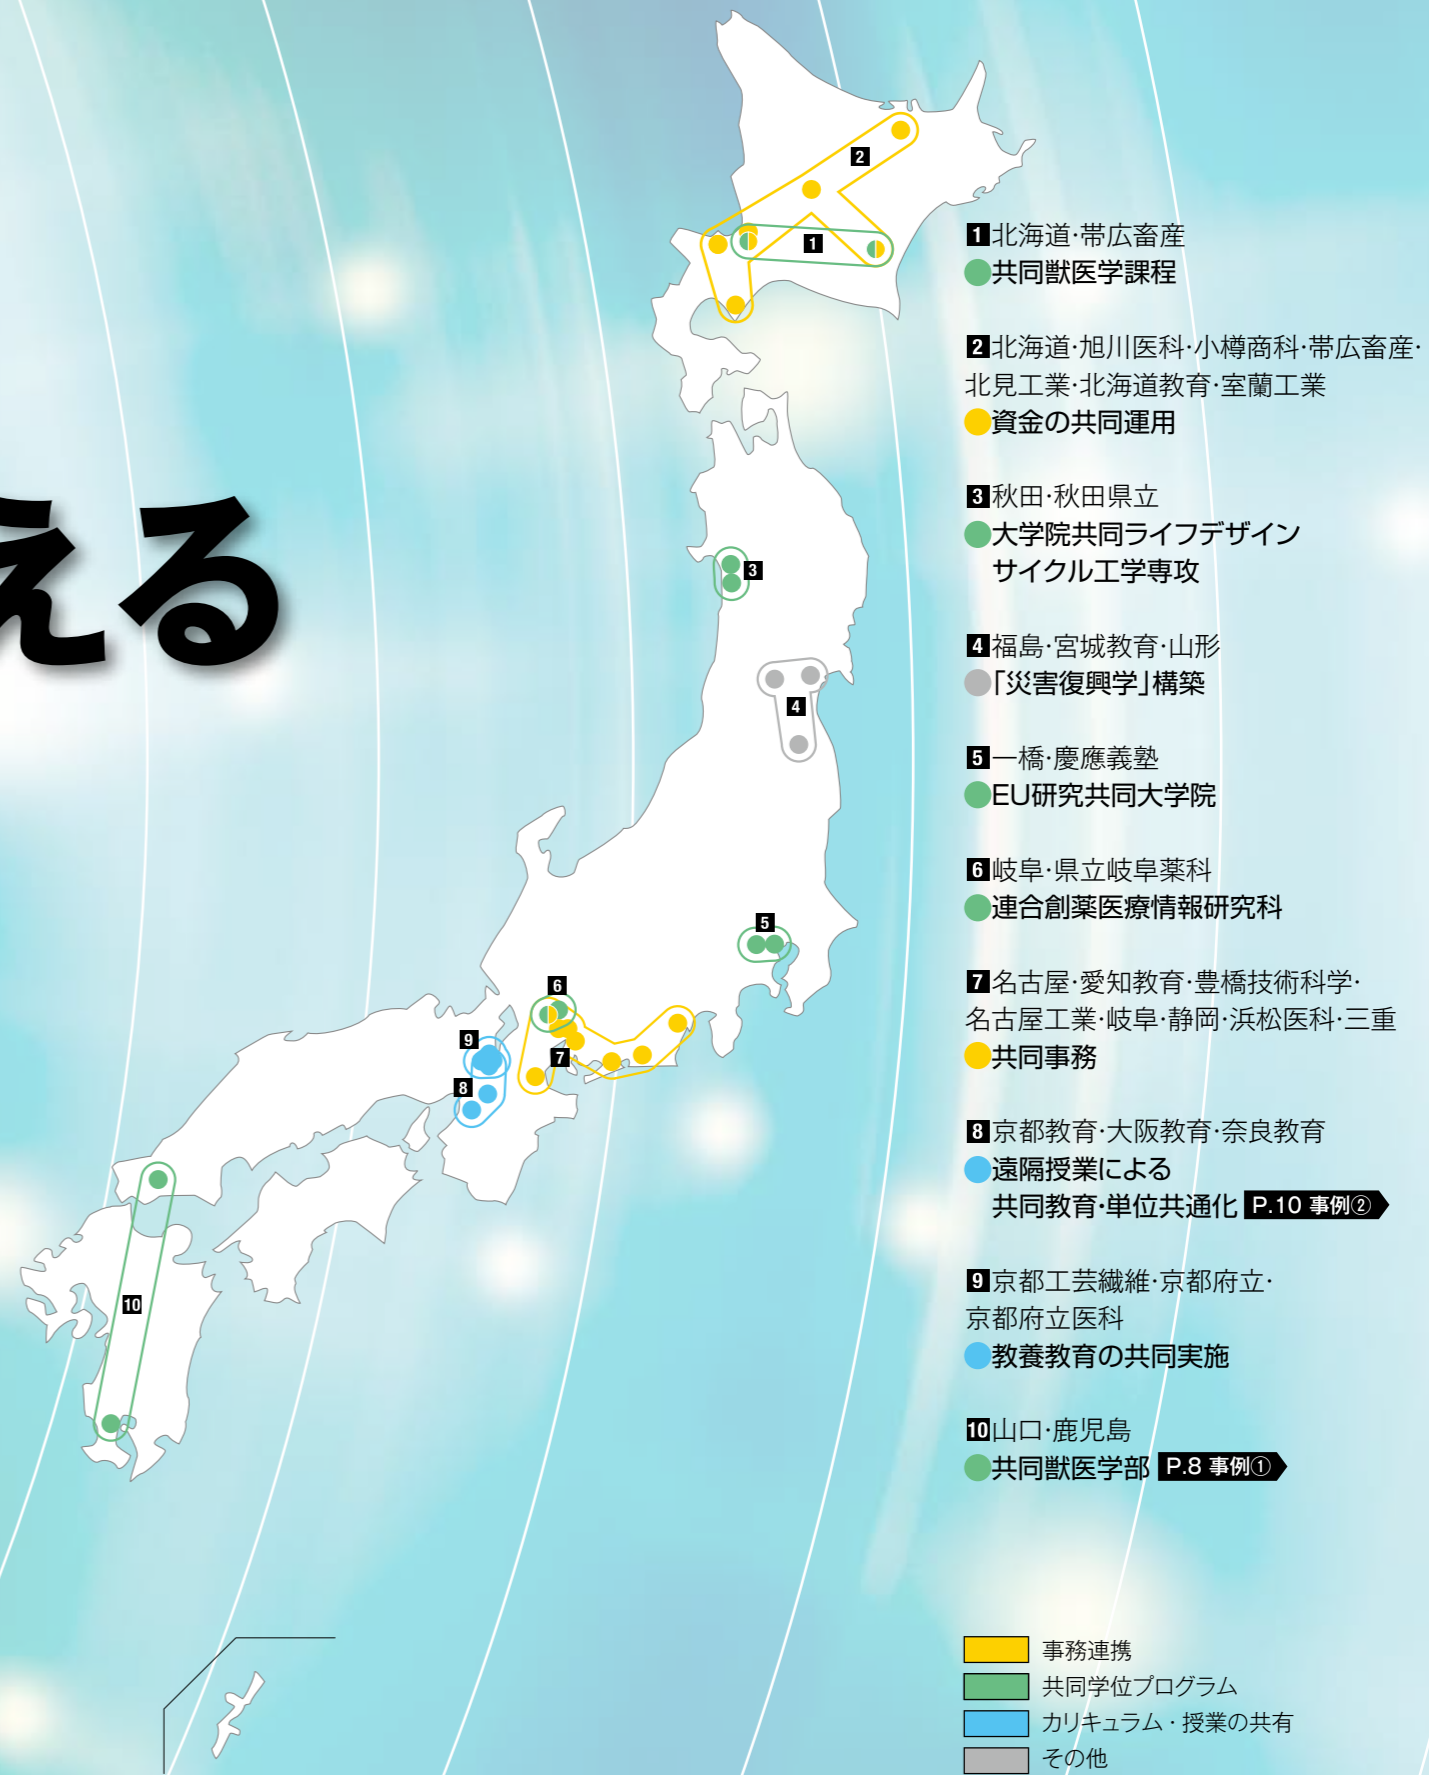 える
1北海道・帯広畜産
共同獣医学課程
2北海道・旭川医科・小樽商科・帯広畜産・
北見工業・北海道教育・室蘭工業
資金の共同運用
3秋田・秋田県立
大学院共同ライフデザイン
サイクル工学専攻
4福島・宮城教育・山形
「災害復興学」構築
5一橋・慶應義塾
EU研究共同大学院
6岐阜・県立岐阜薬科
連合創薬医療情報研究科
7名古屋・愛知教育・豊橋技術科学・
名古屋工業・岐阜・静岡・浜松医科・三重
共同事務
8京都教育・大阪教育・奈良教育
遠隔授業による
共同教育・単位共通化 P.10 事例②
9京都工芸繊維・京都府立・
京都府立医科
教養教育の共同実施
10山口・鹿児島
共同獣医学部 P.8 事例①
2
1
3
4
5
6
7
9
8
10
事務連携
共同学位プログラム
カリキュラム・授業の共有
その他